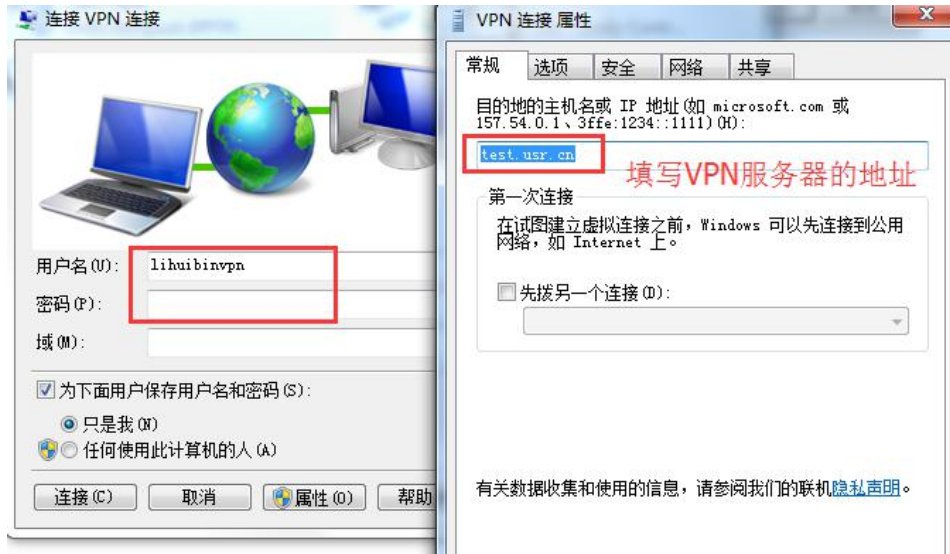 连接 VPN 连接
用户名(U):
lihuibinvpn
密码(P):
域(M):
为下面用户保存用户名和密码(S):
只是我(N)
任何使用此计算机的人(A)
连接(C)
取消
属性(O)
帮助
VPN 连接 属性
常规
选项
安全
网络
共享
目的地的主机名或 IP 地址(如 microsoft.com 或
157.54.0.1、3ffe:1234::1111)(H):
test.usr.cn
填写VPN服务器的地址
第一次连接
在试图建立虚拟连接之前，Windows 可以先连接到公用
网络，如 Internet 上。
先拨另一个连接(D):
有关数据收集和使用的信息，请参阅我们的联机隐私声明。